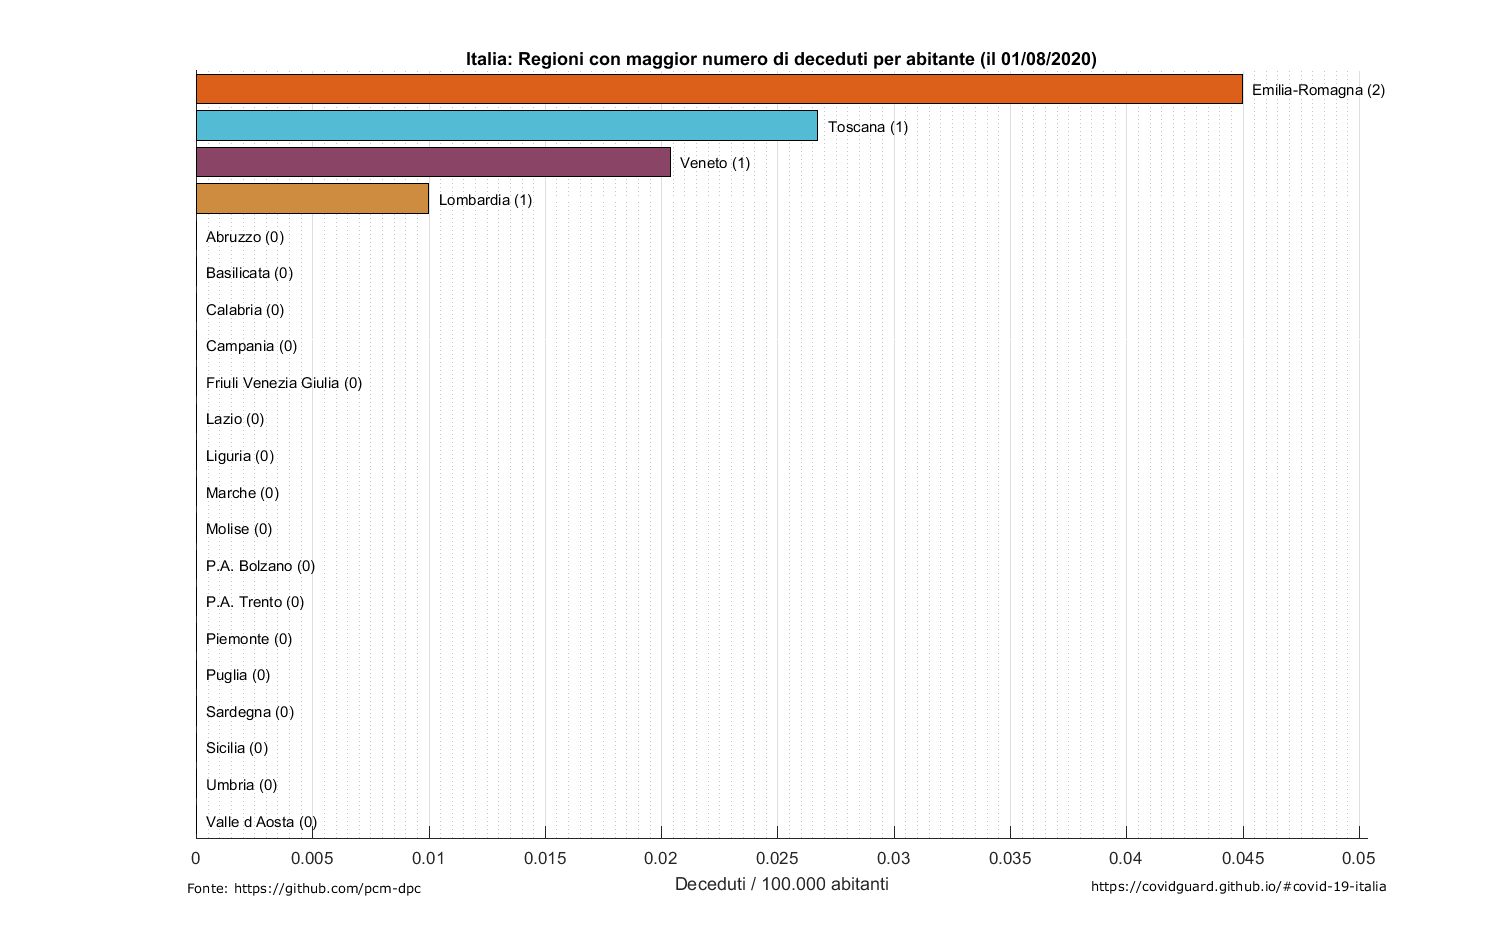 Italia: Regioni con maggior numero di deceduti per abitante (il 01/08/2020)
Emilia-Romagna (2)
Toscana (1)
Veneto (1)
Lombardia (1)
Abruzzo (0)
Basilicata (0)
Calabria (0)
Campania (0)
Friuli Venezia Giulia (0)
Lazio (0)
Liguria (0)
Marche (0)
Molise (0)
P.A. Bolzano (0)
P.A. Trento (0)
Piemonte (0)
Puglia (0)
Sardegna (0)
Sicilia (0)
Umbria (0)
Valle d Aosta (0)
0 0.005 0.01 0.015 0.02 0.025 0.03 0.035 0.04 0.045 0.05
Deceduti / 100.000 abitanti
Fonte: https://github.com/pcm-dpc
https://covidguard.github.io/#covid-19-italia